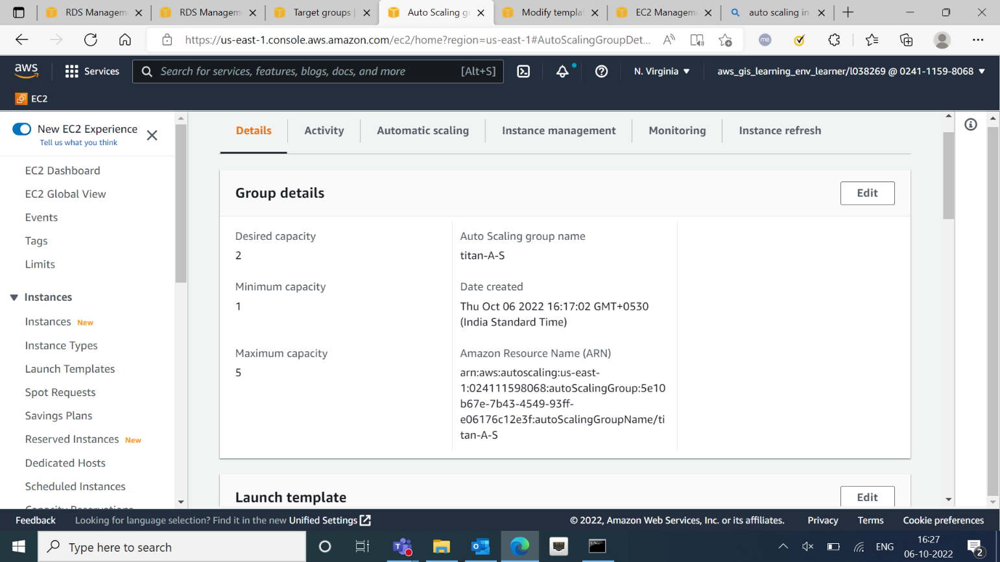 RDS Managem
RDS Managem
Target groups |
Auto Scaling g
Modify templa
EC2 Managem
auto scaling in
https://us-east-1.console.aws.amazon.com/ec2/home?region=us-east-1#AutoScalingGroupDet...
me
aws
Services
Search for services, features, blogs, docs, and more
[Alt+S]
N. Virginia
aws_gis_learning_env_learner/l038269 @ 0241-1159-8068
EC2
New EC2 Experience
Tell us what you think
EC2 Dashboard
EC2 Global View
Events
Tags
Limits
Instances
Instances New
Instance Types
Launch Templates
Spot Requests
Savings Plans
Reserved Instances New
Dedicated Hosts
Scheduled Instances
Capacity Reservations
Details
Activity
Automatic scaling
Instance management
Monitoring
Instance refresh
Group details
Edit
Desired capacity
2
Minimum capacity
1
Maximum capacity
5
Auto Scaling group name
titan-A-S
Date created
Thu Oct 06 2022 16:17:02 GMT+0530
(India Standard Time)
Amazon Resource Name (ARN)
arn:aws:autoscaling:us-east-
1:024111598068:autoScalingGroup:5e10
b67e-7b43-4549-93ff-
e06176c12e3f:autoScalingGroupName/ti
tan-A-S
Launch template
Edit
Feedback
Looking for language selection? Find it in the new Unified Settings
© 2022, Amazon Web Services, Inc. or its affiliates.
Privacy
Terms
Cookie preferences
Type here to search
ENG
16:27
06-10-2022
2